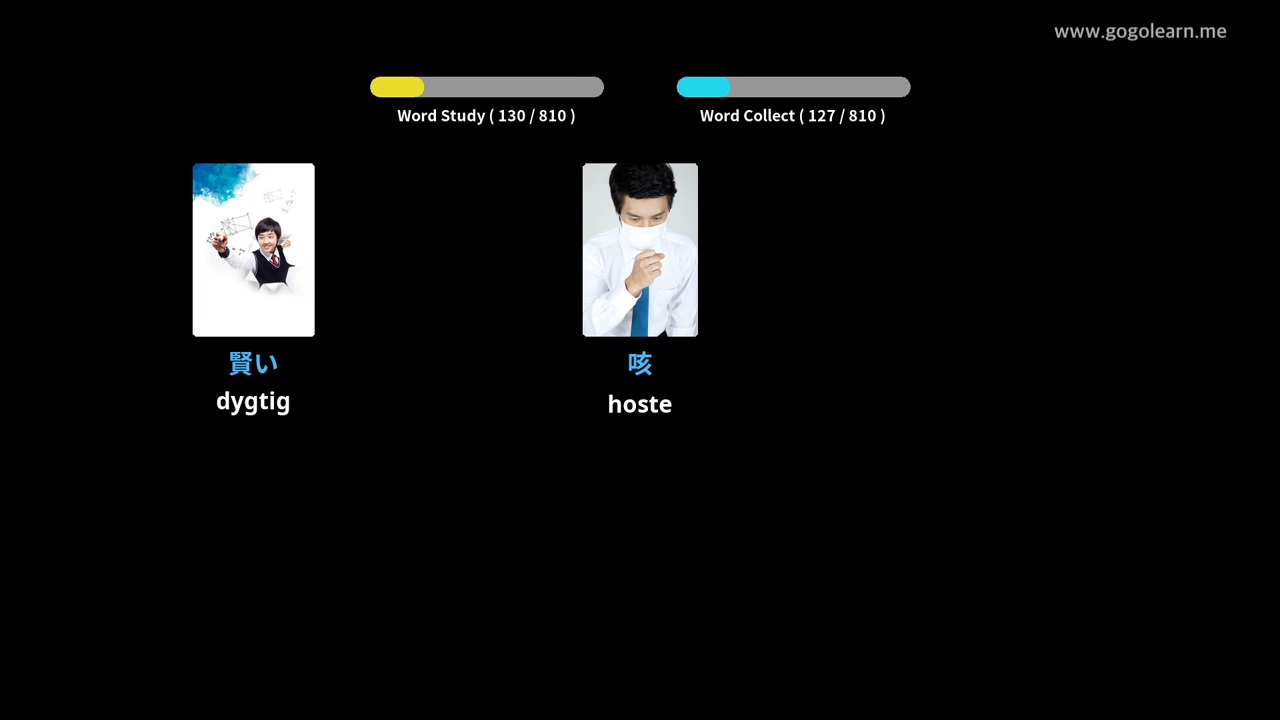 www.gogolearn.me
Word Study ( 130 / 810 )
Word Collect ( 127 / 810 )
賢い
dygtig
咳
hoste